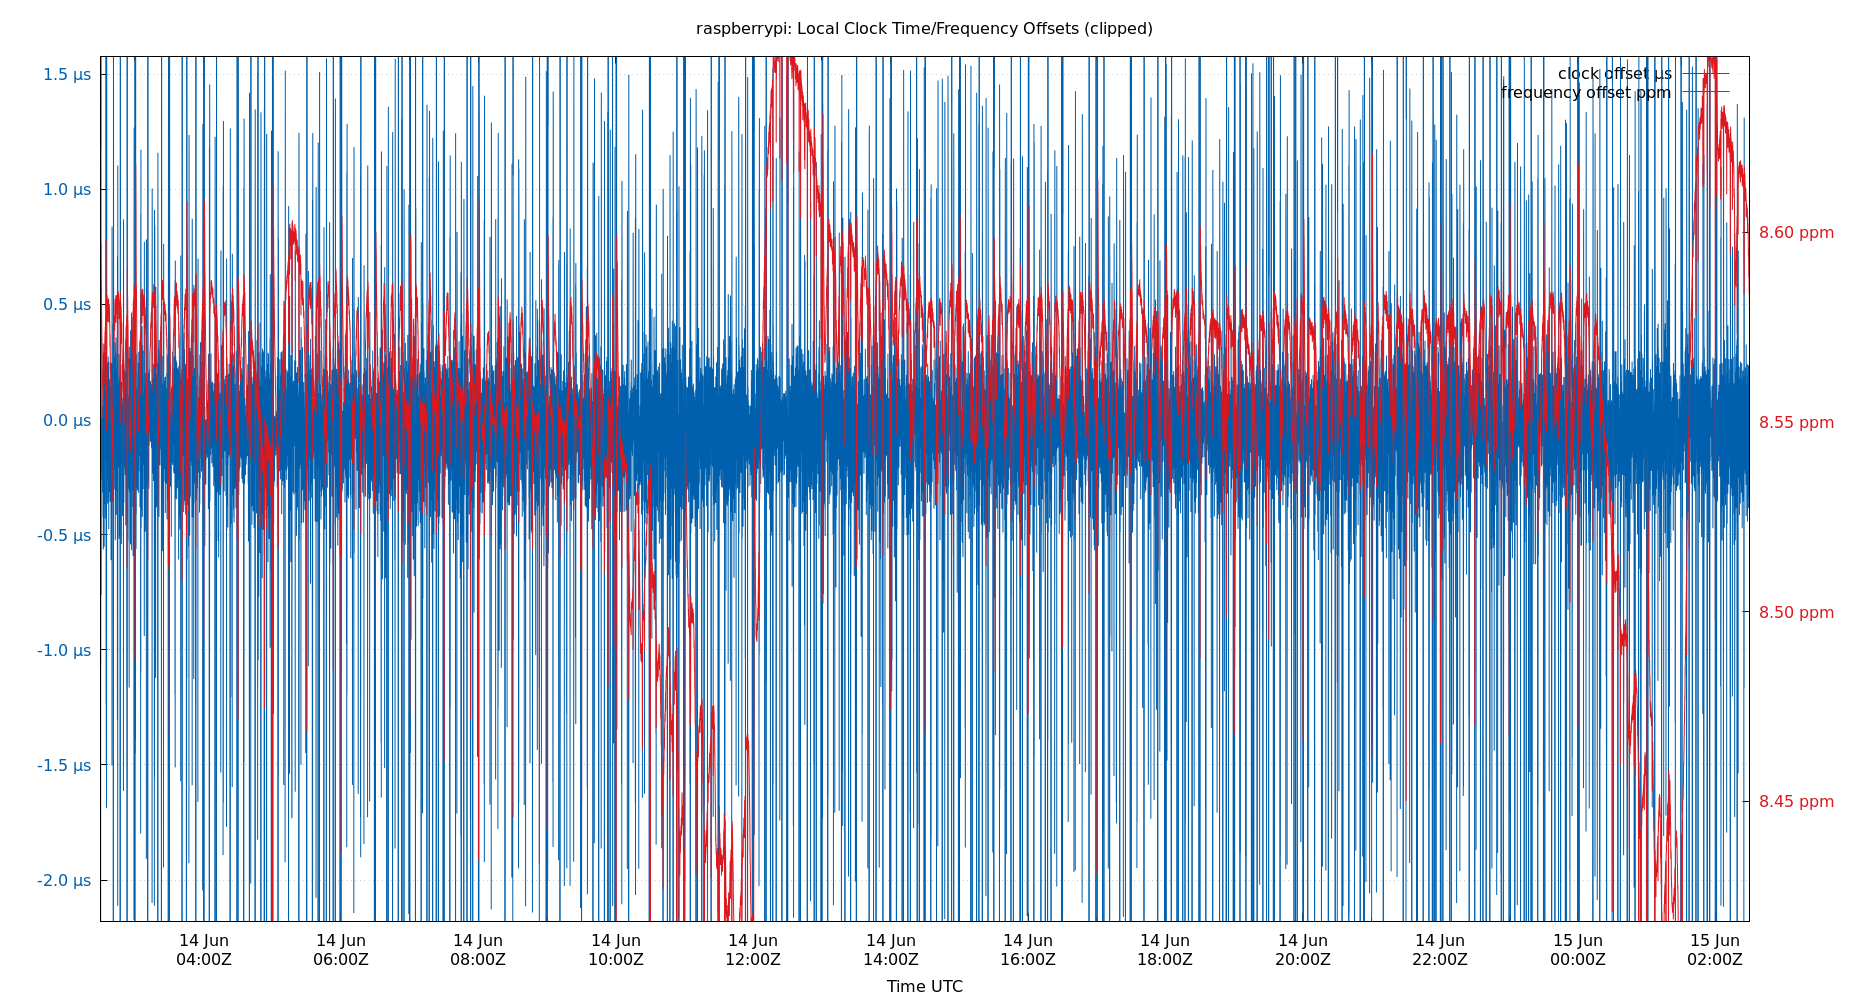 raspberrypi: Local Clock Time/Frequency Offsets (clipped)
clock offset µs
frequency offset ppm
1.5 µs
1.0 µs
0.5 µs
0.0 µs
-0.5 µs
-1.0 µs
-1.5 µs
-2.0 µs
8.60 ppm
8.55 ppm
8.50 ppm
8.45 ppm
14 Jun 14 Jun 14 Jun 14 Jun 14 Jun 14 Jun 14 Jun 14 Jun 14 Jun 14 Jun 15 Jun 15 Jun
04:00Z 06:00Z 08:00Z 10:00Z 12:00Z 14:00Z 16:00Z 18:00Z 20:00Z 22:00Z 00:00Z 02:00Z
Time UTC